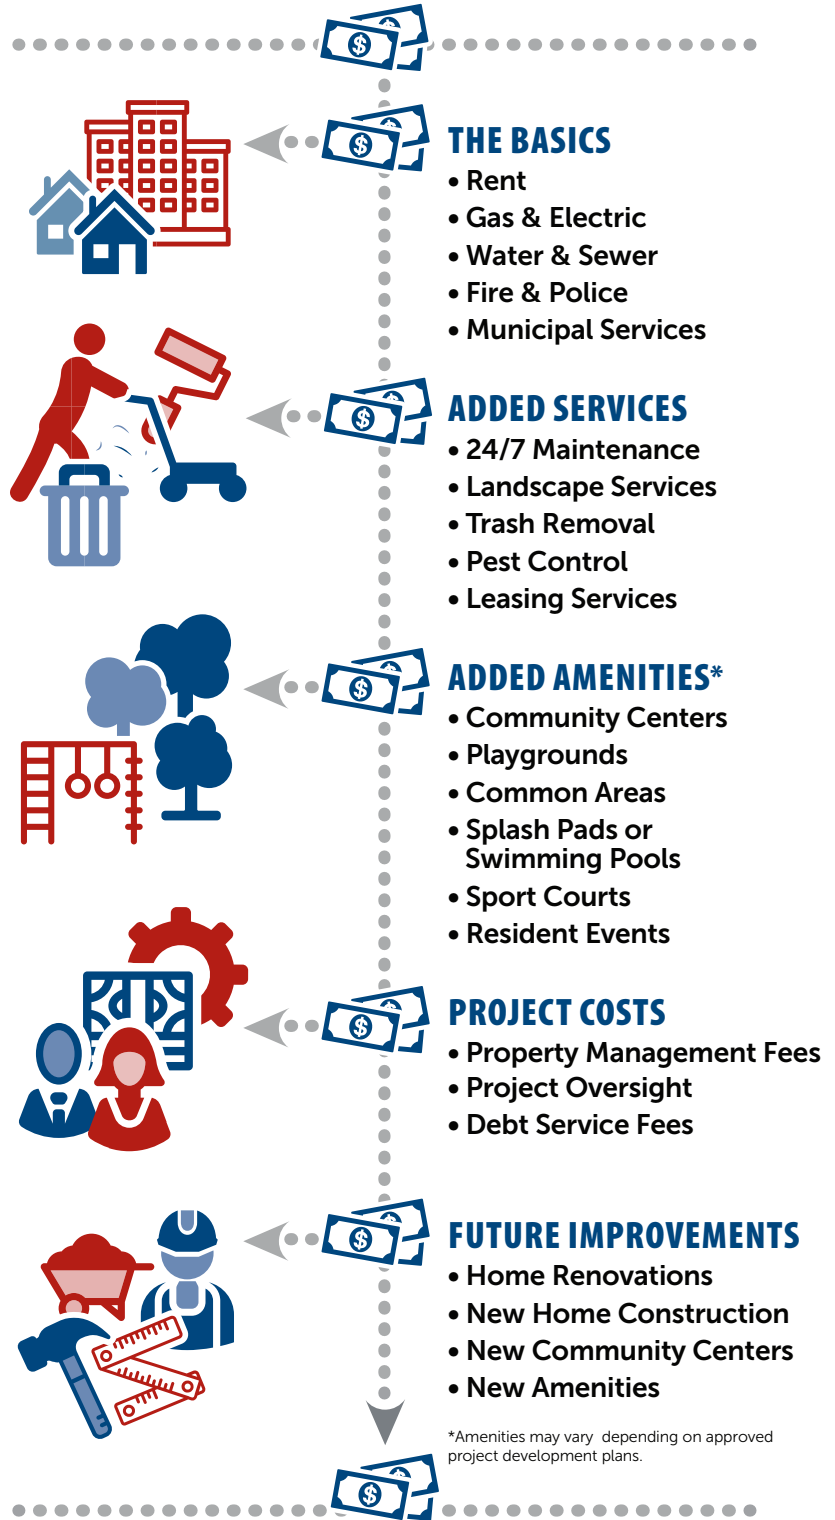 $
$
THE BASICS
• Rent
• Gas & Electric
• Water & Sewer
• Fire & Police
• Municipal Services
$
ADDED SERVICES
• 24/7 Maintenance
• Landscape Services
• Trash Removal
• Pest Control
• Leasing Services
$
ADDED AMENITIES*
• Community Centers
• Playgrounds
• Common Areas
• Splash Pads or
Swimming Pools
• Sport Courts
• Resident Events
$
PROJECT COSTS
• Property Management Fees
• Project Oversight
• Debt Service Fees
$
FUTURE IMPROVEMENTS
• Home Renovations
• New Home Construction
• New Community Centers
• New Amenities
*Amenities may vary depending on approved
project development plans.
$